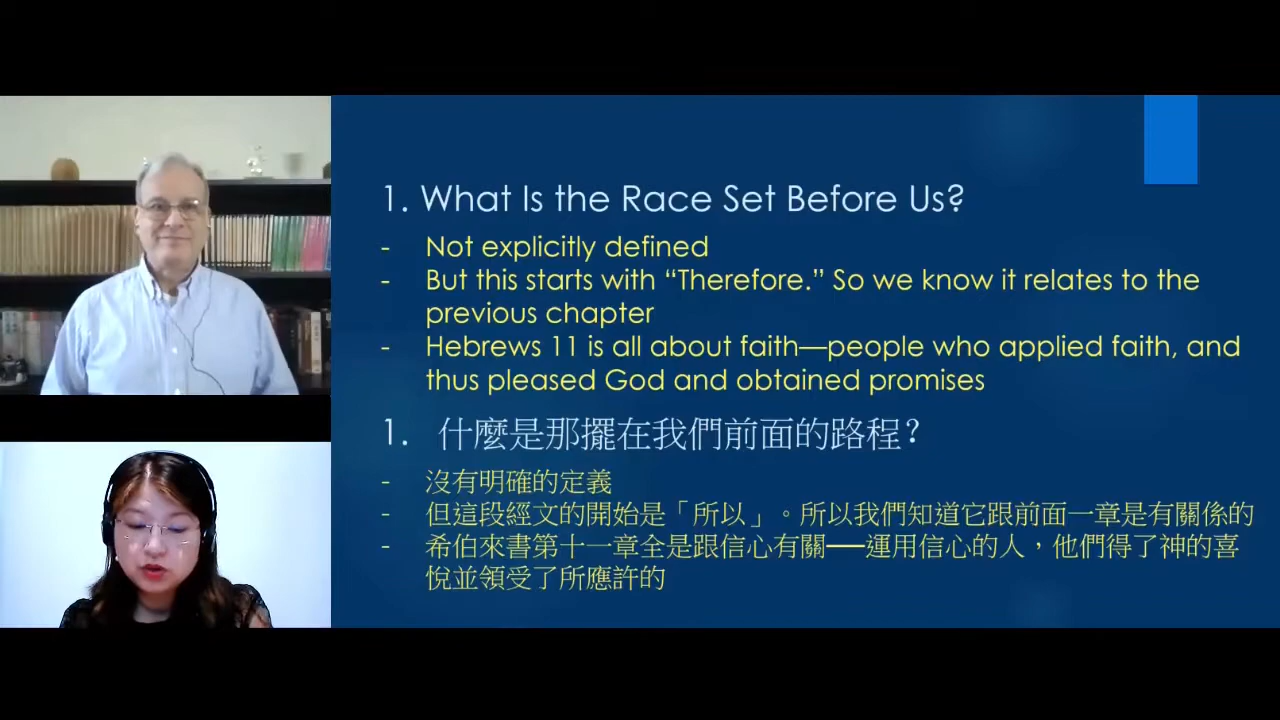 1. What Is the Race Set Before Us?
- Not explicitly defined
- But this starts with “Therefore.” So we know it relates to the
previous chapter
- Hebrews 11 is all about faith—people who applied faith, and
thus pleased God and obtained promises
1. 什麼是那擺在我們前面的路程？
- 沒有明確的定義
- 但這段經文的開始是「所以」。所以我們知道它跟前面一章是有關係的
- 希伯來書第十一章全是跟信心有關——運用信心的人，他們得了神的喜
悅並領受了所應許的